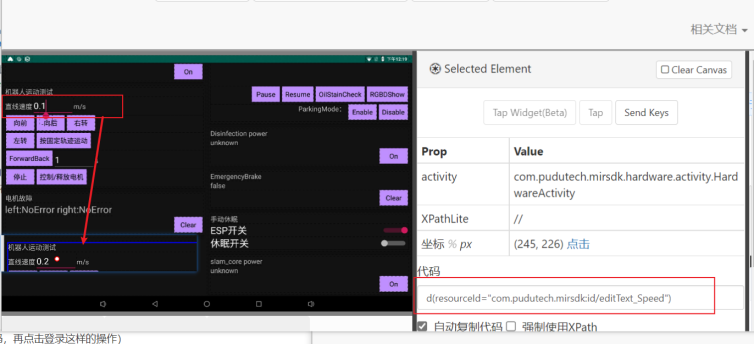 相关文档
On
机器人运动测试
直线速度 0.1 m/s
向前 向后 右转
左转 按固定轨迹运动
ForwardBack 1
停止 控制/释放电机
电机故障
left:NoError right:NoError
Clear
机器人运动测试
直线速度 0.2 m/s
下午12:19
Pause Resume OilStainCheck RGBDShow
ParkingMode: Enable Disable
Disinfection power
unknown
On
EmergencyBrake
false
Clear
手动休眠
ESP开关
休眠开关
slam_core power
unknown
On
Selected Element
Clear Canvas
Tap Widget(Beta) Tap Send Keys
Prop Value
activity com.pudutech.mirsdk.hardware.activity.Hard
wareActivity
XPathLite //
坐标 % px (245, 226) 点击
代码
d(resourceId="com.pudutech.mirsdk:id/editText_Speed")
自动复制代码 强制使用XPath
，再点击登录这样的操作）